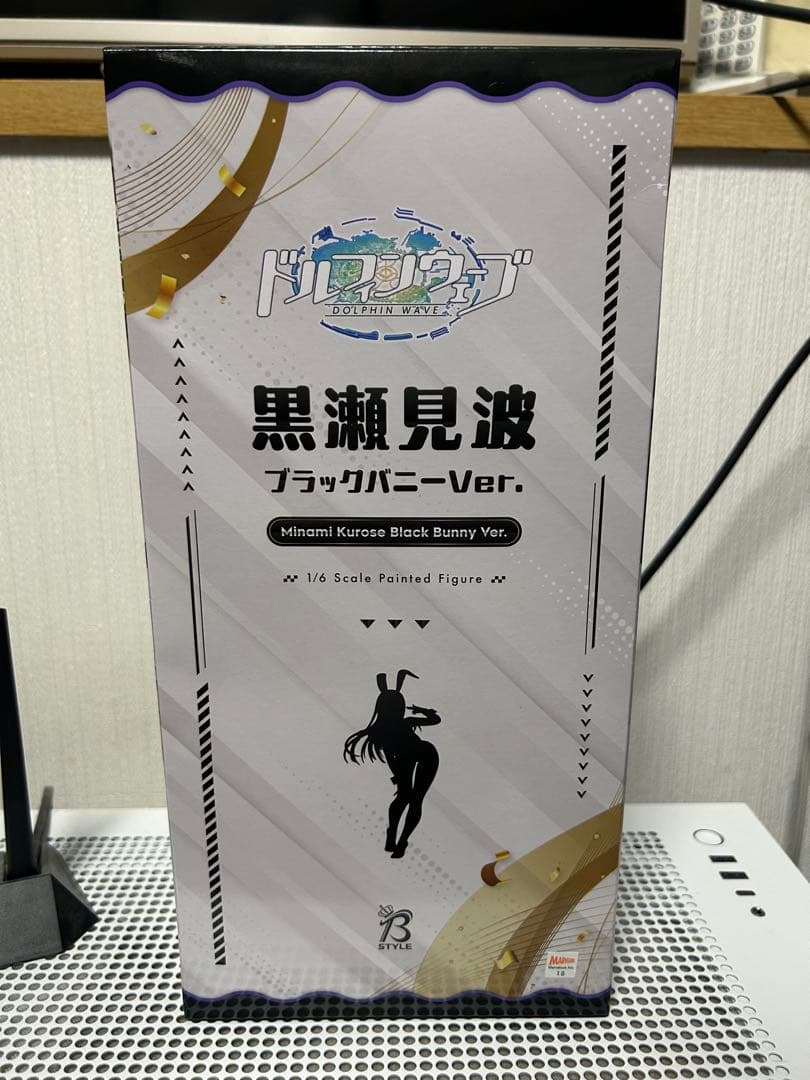 ドルフィンウェーブ
DOLPHIN WAVE
黒瀬見波
ブラックバニーVer.
Minami Kurose Black Bunny Ver.
1/6 Scale Painted Figure
B
STYLE
MARVELOUS